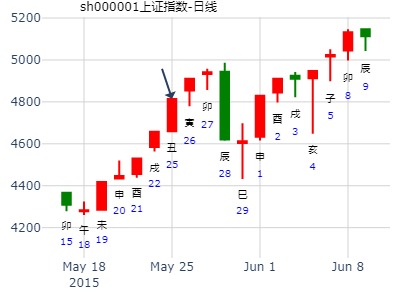 sh000001上证指数-日线
5200
5000
4800
4600
4400
4200
卯
15
午
18
未
19
申
20
酉
21
戌
22
丑
25
寅
26
卯
27
辰
28
巳
29
申
1
酉
2
戌
3
亥
4
子
5
卯
8
辰
9
May 18
2015
May 25
Jun 1
Jun 8